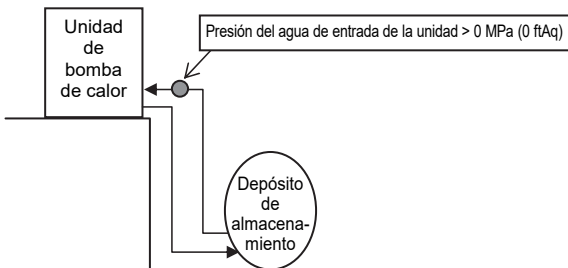 Unidad
de
bomba
de calor
Presión del agua de entrada de la unidad > 0 MPa (0 ftAq)
Depósito
de
almacena-
miento